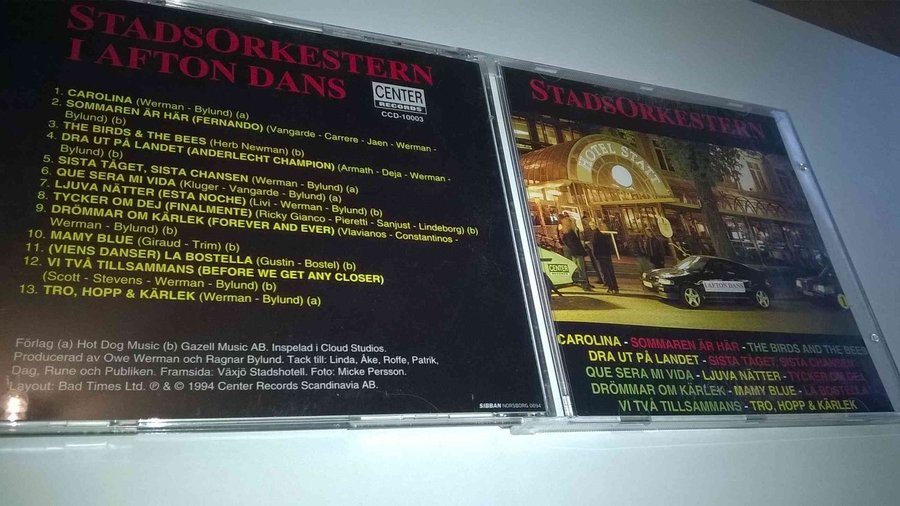 STADSORKESTERN
I AFTON DANS
CENTER
RECORDS
CCD-10003
1. CAROLINA (Werman - Bylund) (a)
2. SOMMAREN ÄR HÄR (FERNANDO) (Vangarde - Carrere - Jaen - Werman -
Bylund) (b)
3. THE BIRDS & THE BEES (Herb Newman) (b)
4. DRA UT PÅ LANDET (ANDERLECHT CHAMPION) (Armath - Deja - Werman -
Bylund) (b)
5. SISTA TÅGET, SISTA CHANSEN (Werman - Bylund) (a)
6. QUE SERA MI VIDA (Kluger - Vangarde - Bylund) (b)
7. LJUVA NÄTTER (ESTA NOCHE) (Livi - Werman - Bylund) (b)
8. TYCKER OM DEJ (FINALMENTE) (Ricky Gianco - Pieretti - Sanjust - Lindeborg) (b)
9. DRÖMMAR OM KÄRLEK (FOREVER AND EVER) (Vlavianos - Constantinos -
Werman - Bylund) (b)
10. MAMY BLUE (Giraud - Trim) (b)
11. (VIENS DANSER) LA BOSTELLA (Gustin - Bostel) (b)
12. VI TVÅ TILLSAMMANS (BEFORE WE GET ANY CLOSER)
(Scott - Stevens - Werman - Bylund) (b)
13. TRO, HOPP & KÄRLEK (Werman - Bylund) (a)
Förlag (a) Hot Dog Music (b) Gazell Music AB. Inspelad i Cloud Studios.
Producerad av Owe Werman och Ragnar Bylund. Tack till: Linda, Åke, Roffe, Patrik,
Dag, Rune och Publiken. Framsida: Växjö Stadshotell. Foto: Micke Persson.
Layout: Bad Times Ltd. ℗ & © 1994 Center Records Scandinavia AB.
SIBBAN NORSBORG 0694
STADSORKESTERN
HOTEL STATT
CENTER
I AFTON DANS
CAROLINA - SOMMAREN ÄR HÄR - THE BIRDS AND THE BEES
DRA UT PÅ LANDET - SISTA TÅGET, SISTA CHANSEN
QUE SERA MI VIDA - LJUVA NÄTTER - TYCKER OM DEJ
DRÖMMAR OM KÄRLEK - MAMY BLUE - LA BOSTELLA
VI TVÅ TILLSAMMANS - TRO, HOPP & KÄRLEK